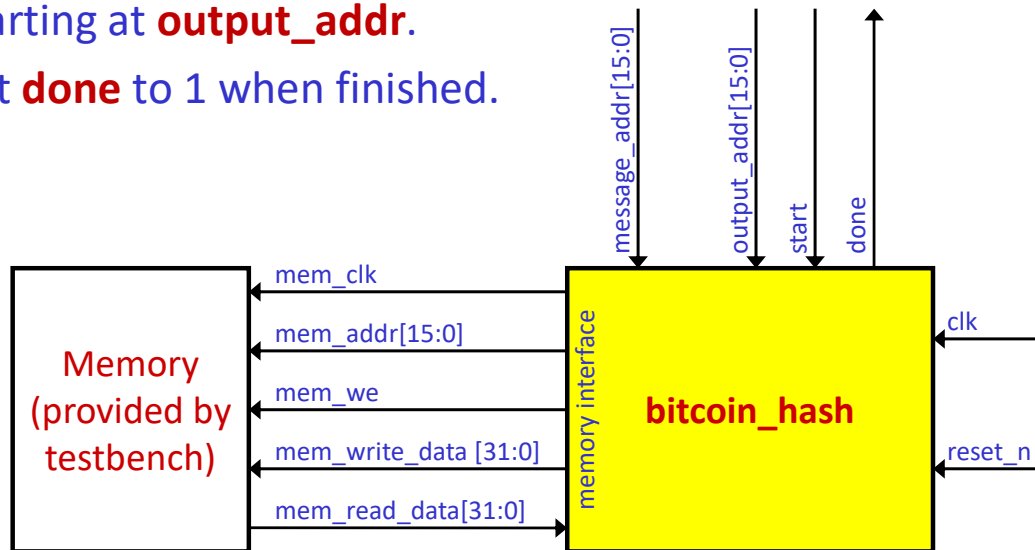 arting at output_addr.
t done to 1 when finished.
message_addr[15:0]
output_addr[15:0]
start
done
mem_clk
mem_addr[15:0]
mem_we
mem_write_data [31:0]
mem_read_data[31:0]
Memory
(provided by
testbench)
memory interface
bitcoin_hash
clk
reset_n